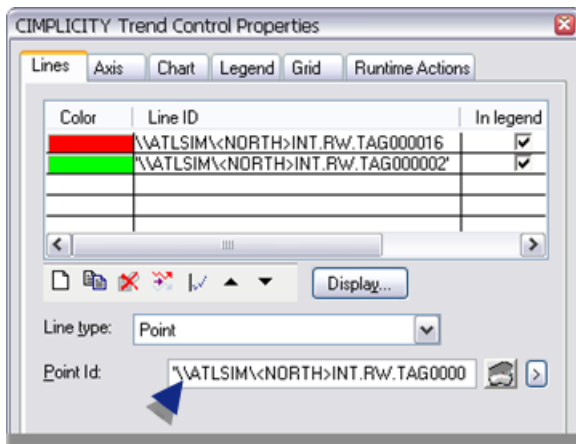 CIMPLICITY Trend Control Properties
Lines Axis Chart Legend Grid Runtime Actions
Color Line ID In legend
\\ATLSIM\<NORTH>INT.RW.TAG000016
'\\ATLSIM\<NORTH>INT.RW.TAG000002'
Display...
Line type: Point
Point Id: '\\ATLSIM\<NORTH>INT.RW.TAG0000